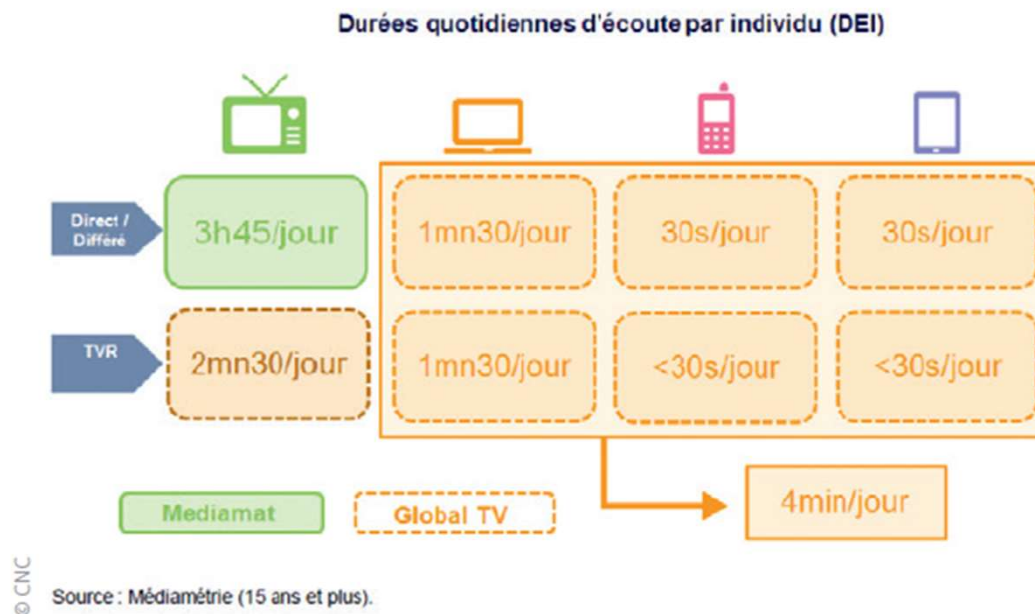 Durées quotidiennes d'écoute par individu (DEI)
Direct /
Différé
3h45/jour
1mn30/jour
30s/jour
30s/jour
TVR
2mn30/jour
1mn30/jour
<30s/jour
<30s/jour
4min/jour
Mediamat
Global TV
© CNC
Source : Médiamétrie (15 ans et plus).